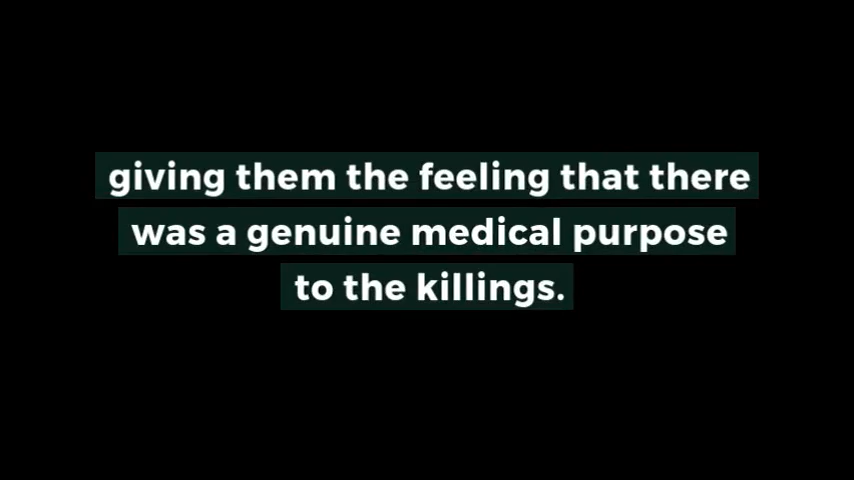 giving them the feeling that there
was a genuine medical purpose
to the killings.